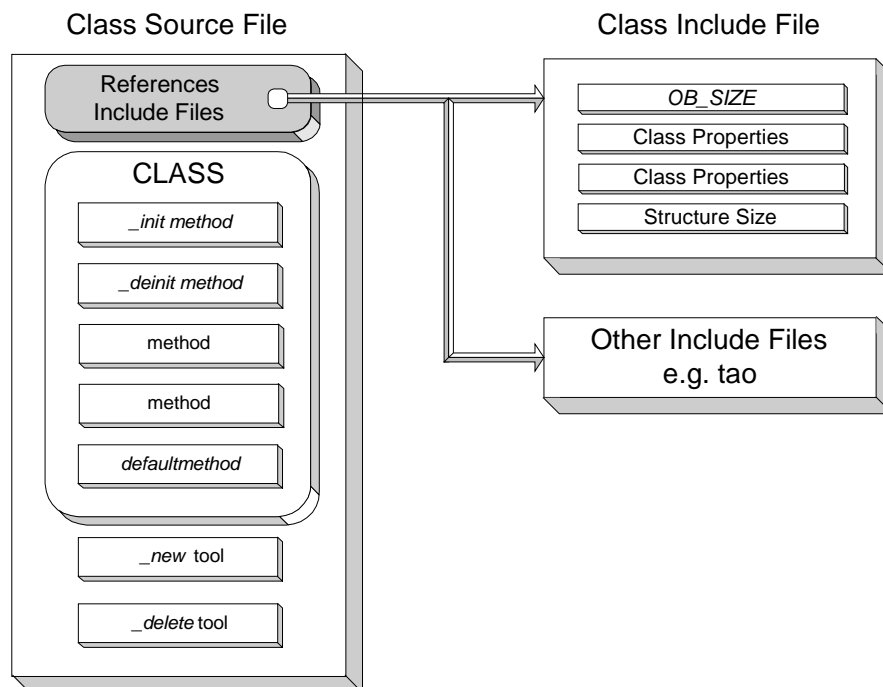 Class Source File
References
Include Files
CLASS
_init method
_deinit method
method
method
defaultmethod
_new tool
_delete tool
Class Include File
OB_SIZE
Class Properties
Class Properties
Structure Size
Other Include Files
e.g. tao